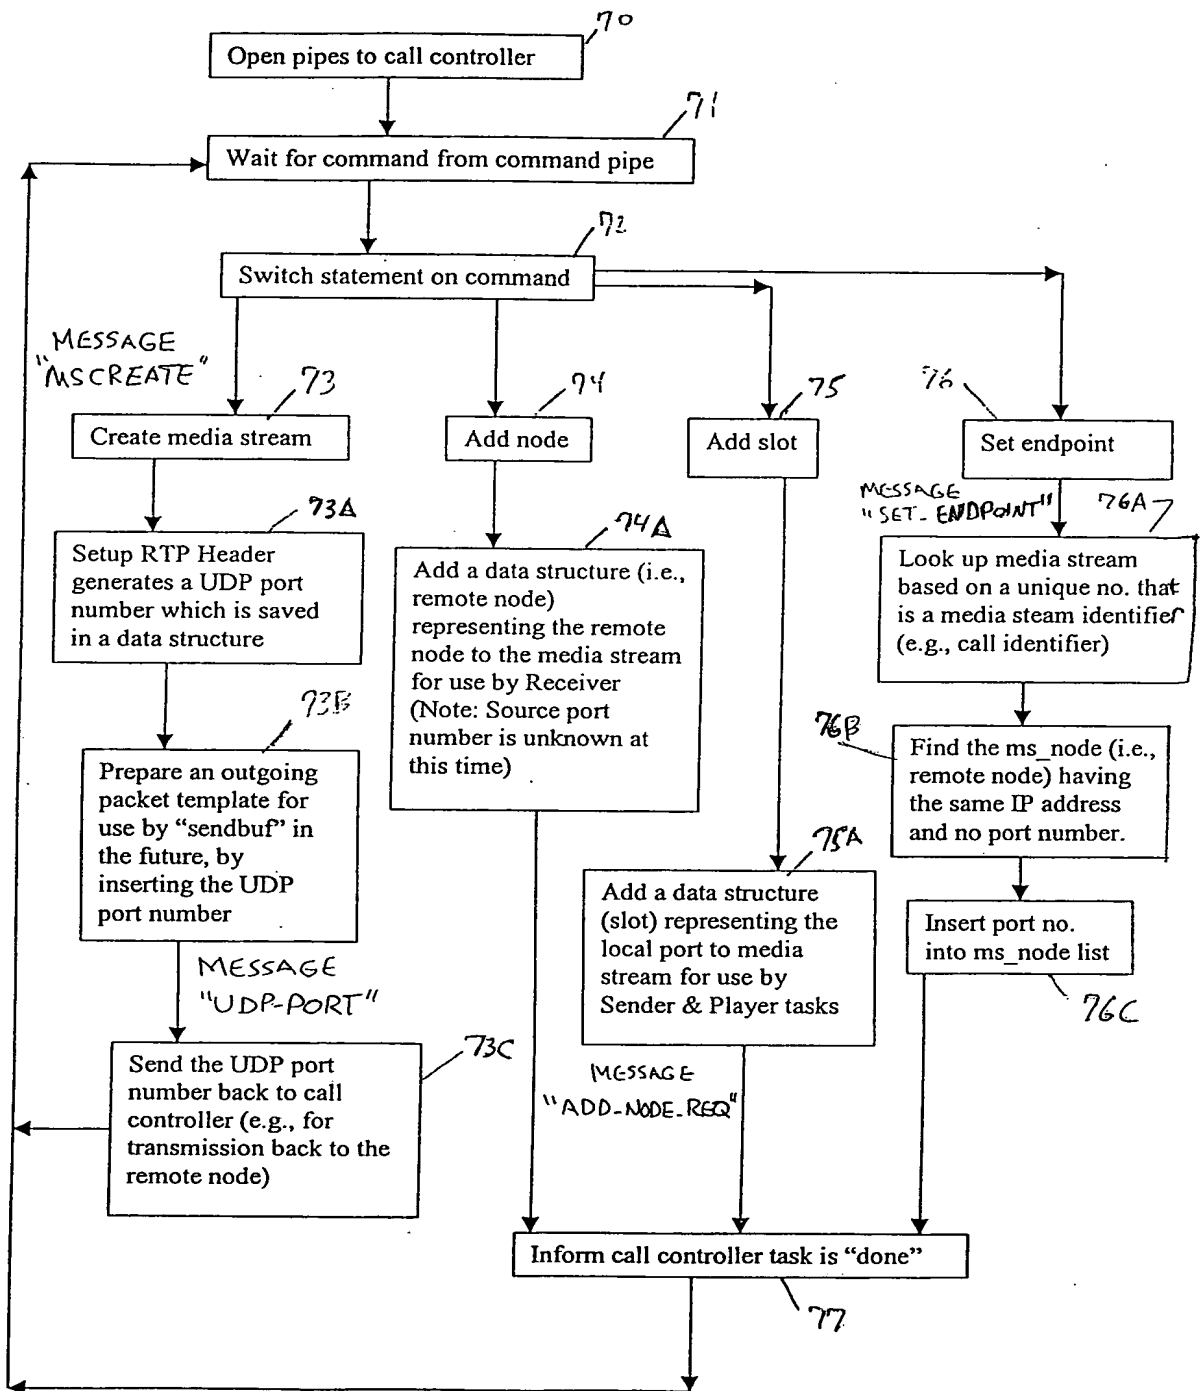 70
Open pipes to call controller
71
Wait for command from command pipe
72
Switch statement on command
MESSAGE
"MSCREATE"
73
Create media stream
74
Add node
75
Add slot
76
Set endpoint
MESSAGE
"SET_ENDPOINT"
73A
Setup RTP Header
generates a UDP port
number which is saved
in a data structure
74A
Add a data structure (i.e.,
remote node)
representing the remote
node to the media stream
for use by Receiver
(Note: Source port
number is unknown at
this time)
76A
Look up media stream
based on a unique no. that
is a media steam identifier
(e.g., call identifier)
73B
Prepare an outgoing
packet template for
use by “sendbuf” in
the future, by
inserting the UDP
port number
76B
Find the ms_node (i.e.,
remote node) having
the same IP address
and no port number.
75A
Add a data structure
(slot) representing the
local port to media
stream for use by
Sender & Player tasks
Insert port no.
into ms_node list
76C
MESSAGE
"UDP-PORT"
73C
Send the UDP port
number back to call
controller (e.g., for
transmission back to the
remote node)
MESSAGE
"ADD-NODE-REQ"
Inform call controller task is “done”
77